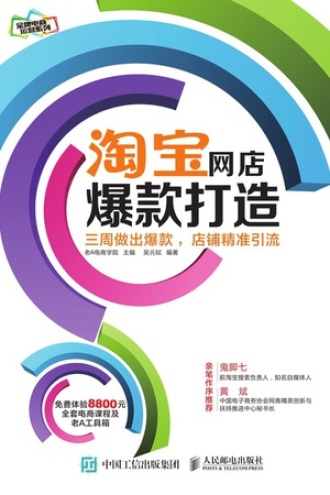 金牌电商
运营系列
淘宝网店
爆款打造
三周做出爆款，店铺精准引流
老A电商学院 主编 吴元轼 编著
亲笔作序推荐
鬼脚七
前淘宝搜索负责人，知名自媒体人
黄 斌
中国电子商务协会网商精英创新与
扶持推进中心秘书长
免费体验8800元
全套电商课程及
老A工具箱
中国工信出版集团
人民邮电出版社
POSTS & TELECOM PRESS